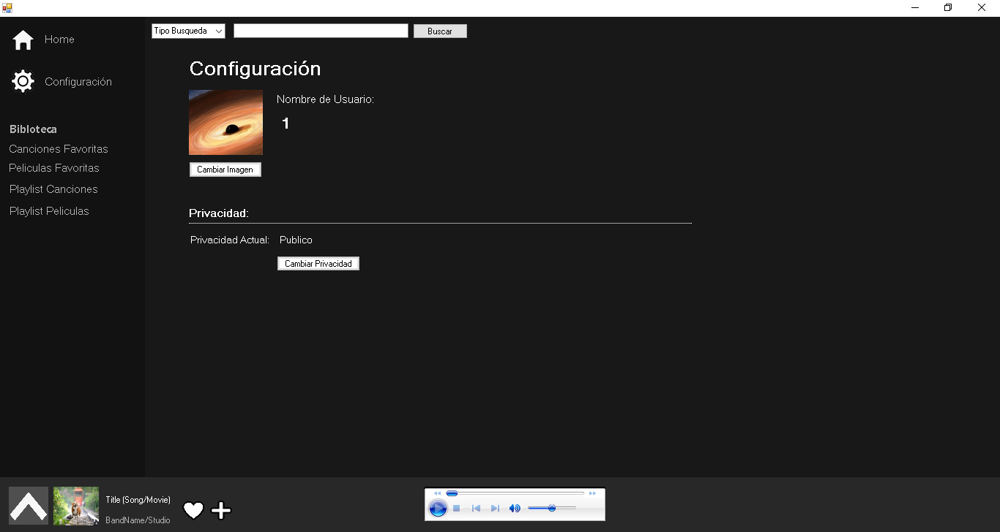 Tipo Busqueda
Buscar
Home
Configuración
Bibloteca
Canciones Favoritas
Peliculas Favoritas
Playlist Canciones
Playlist Peliculas
Configuración
Nombre de Usuario:
1
Cambiar Imagen
Privacidad:
Privacidad Actual: Publico
Cambiar Privacidad
Title (Song/Movie)
BandName/Studio